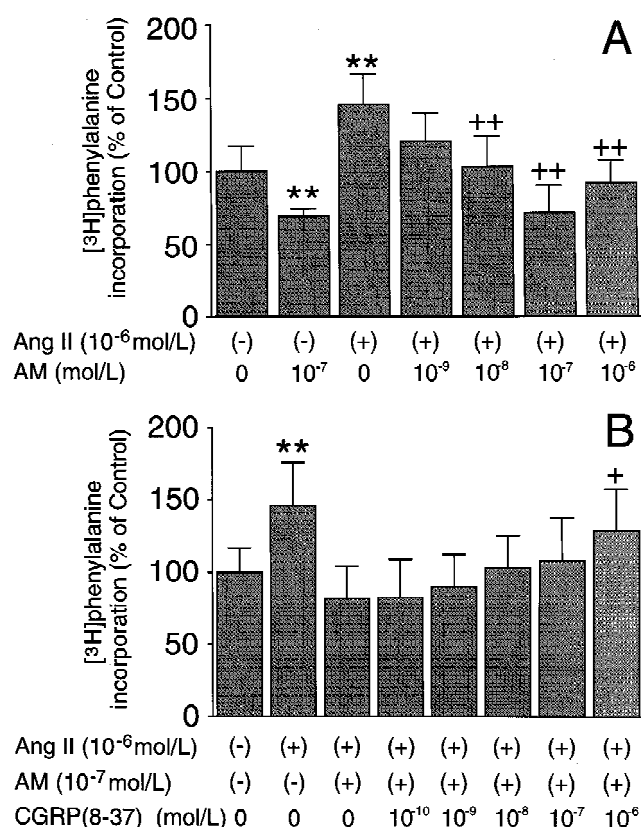 A
[³H]phenylalanine
incorporation (% of Control)
200
150
100
50
0
**
**
++
++
++
Ang II (10⁻⁶mol/L) (-) (-) (+) (+) (+) (+) (+)
AM (mol/L) 0 10⁻⁷ 0 10⁻⁹ 10⁻⁸ 10⁻⁷ 10⁻⁶
B
[³H]phenylalanine
incorporation (% of Control)
200
150
100
50
0
**
+
Ang II (10⁻⁶mol/L) (-) (+) (+) (+) (+) (+) (+) (+)
AM (10⁻⁷mol/L) (-) (-) (+) (+) (+) (+) (+) (+)
CGRP(8-37) (mol/L) 0 0 0 10⁻¹⁰ 10⁻⁹ 10⁻⁸ 10⁻⁷ 10⁻⁶